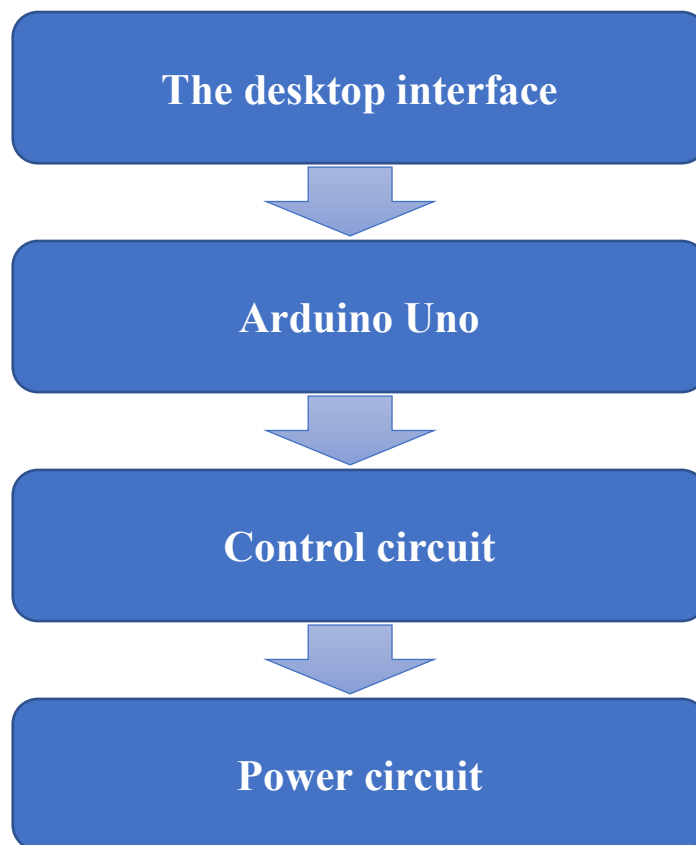 The desktop interface
Arduino Uno
Control circuit
Power circuit